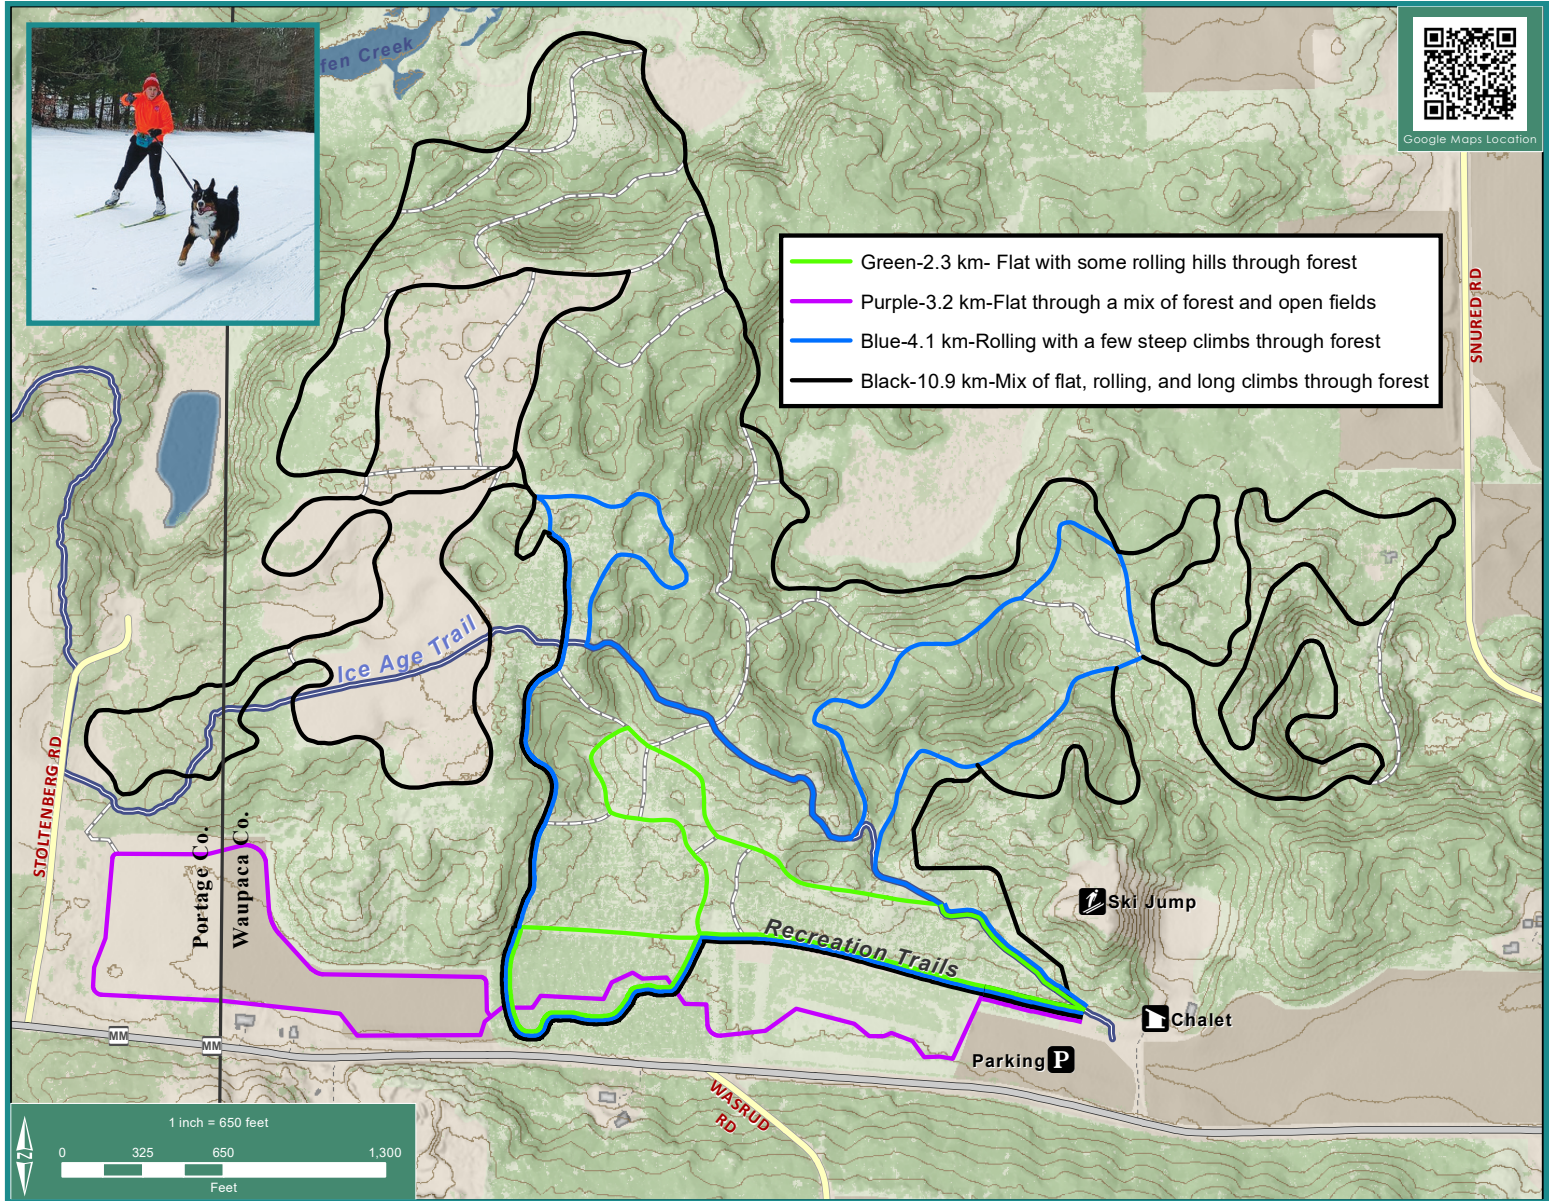 fen Creek
Google Maps Location
Green-2.3 km- Flat with some rolling hills through forest
Purple-3.2 km-Flat through a mix of forest and open fields
Blue-4.1 km-Rolling with a few steep climbs through forest
Black-10.9 km-Mix of flat, rolling, and long climbs through forest
SNURED RD
Ice Age Trail
STOLTENBERG RD
Portage Co.
Waupaca Co.
Ski Jump
Recreation Trails
Chalet
MM
MM
Parking P
WASRUD
RD
1 inch = 650 feet
0 325 650 1,300
Feet
N